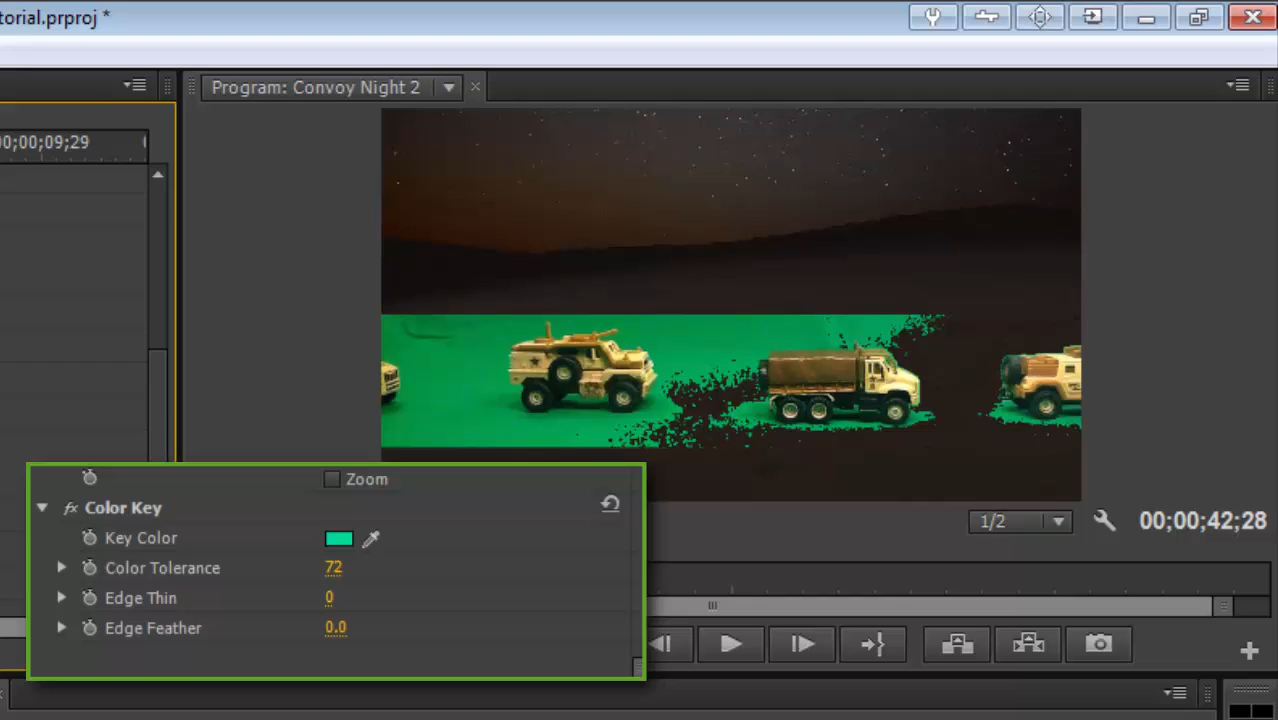 torial.prproj *
Program: Convoy Night 2
00;00;09;29
Zoom
fx Color Key
Key Color
Color Tolerance 72
Edge Thin 0
Edge Feather 0.0
1/2
00;00;42;28